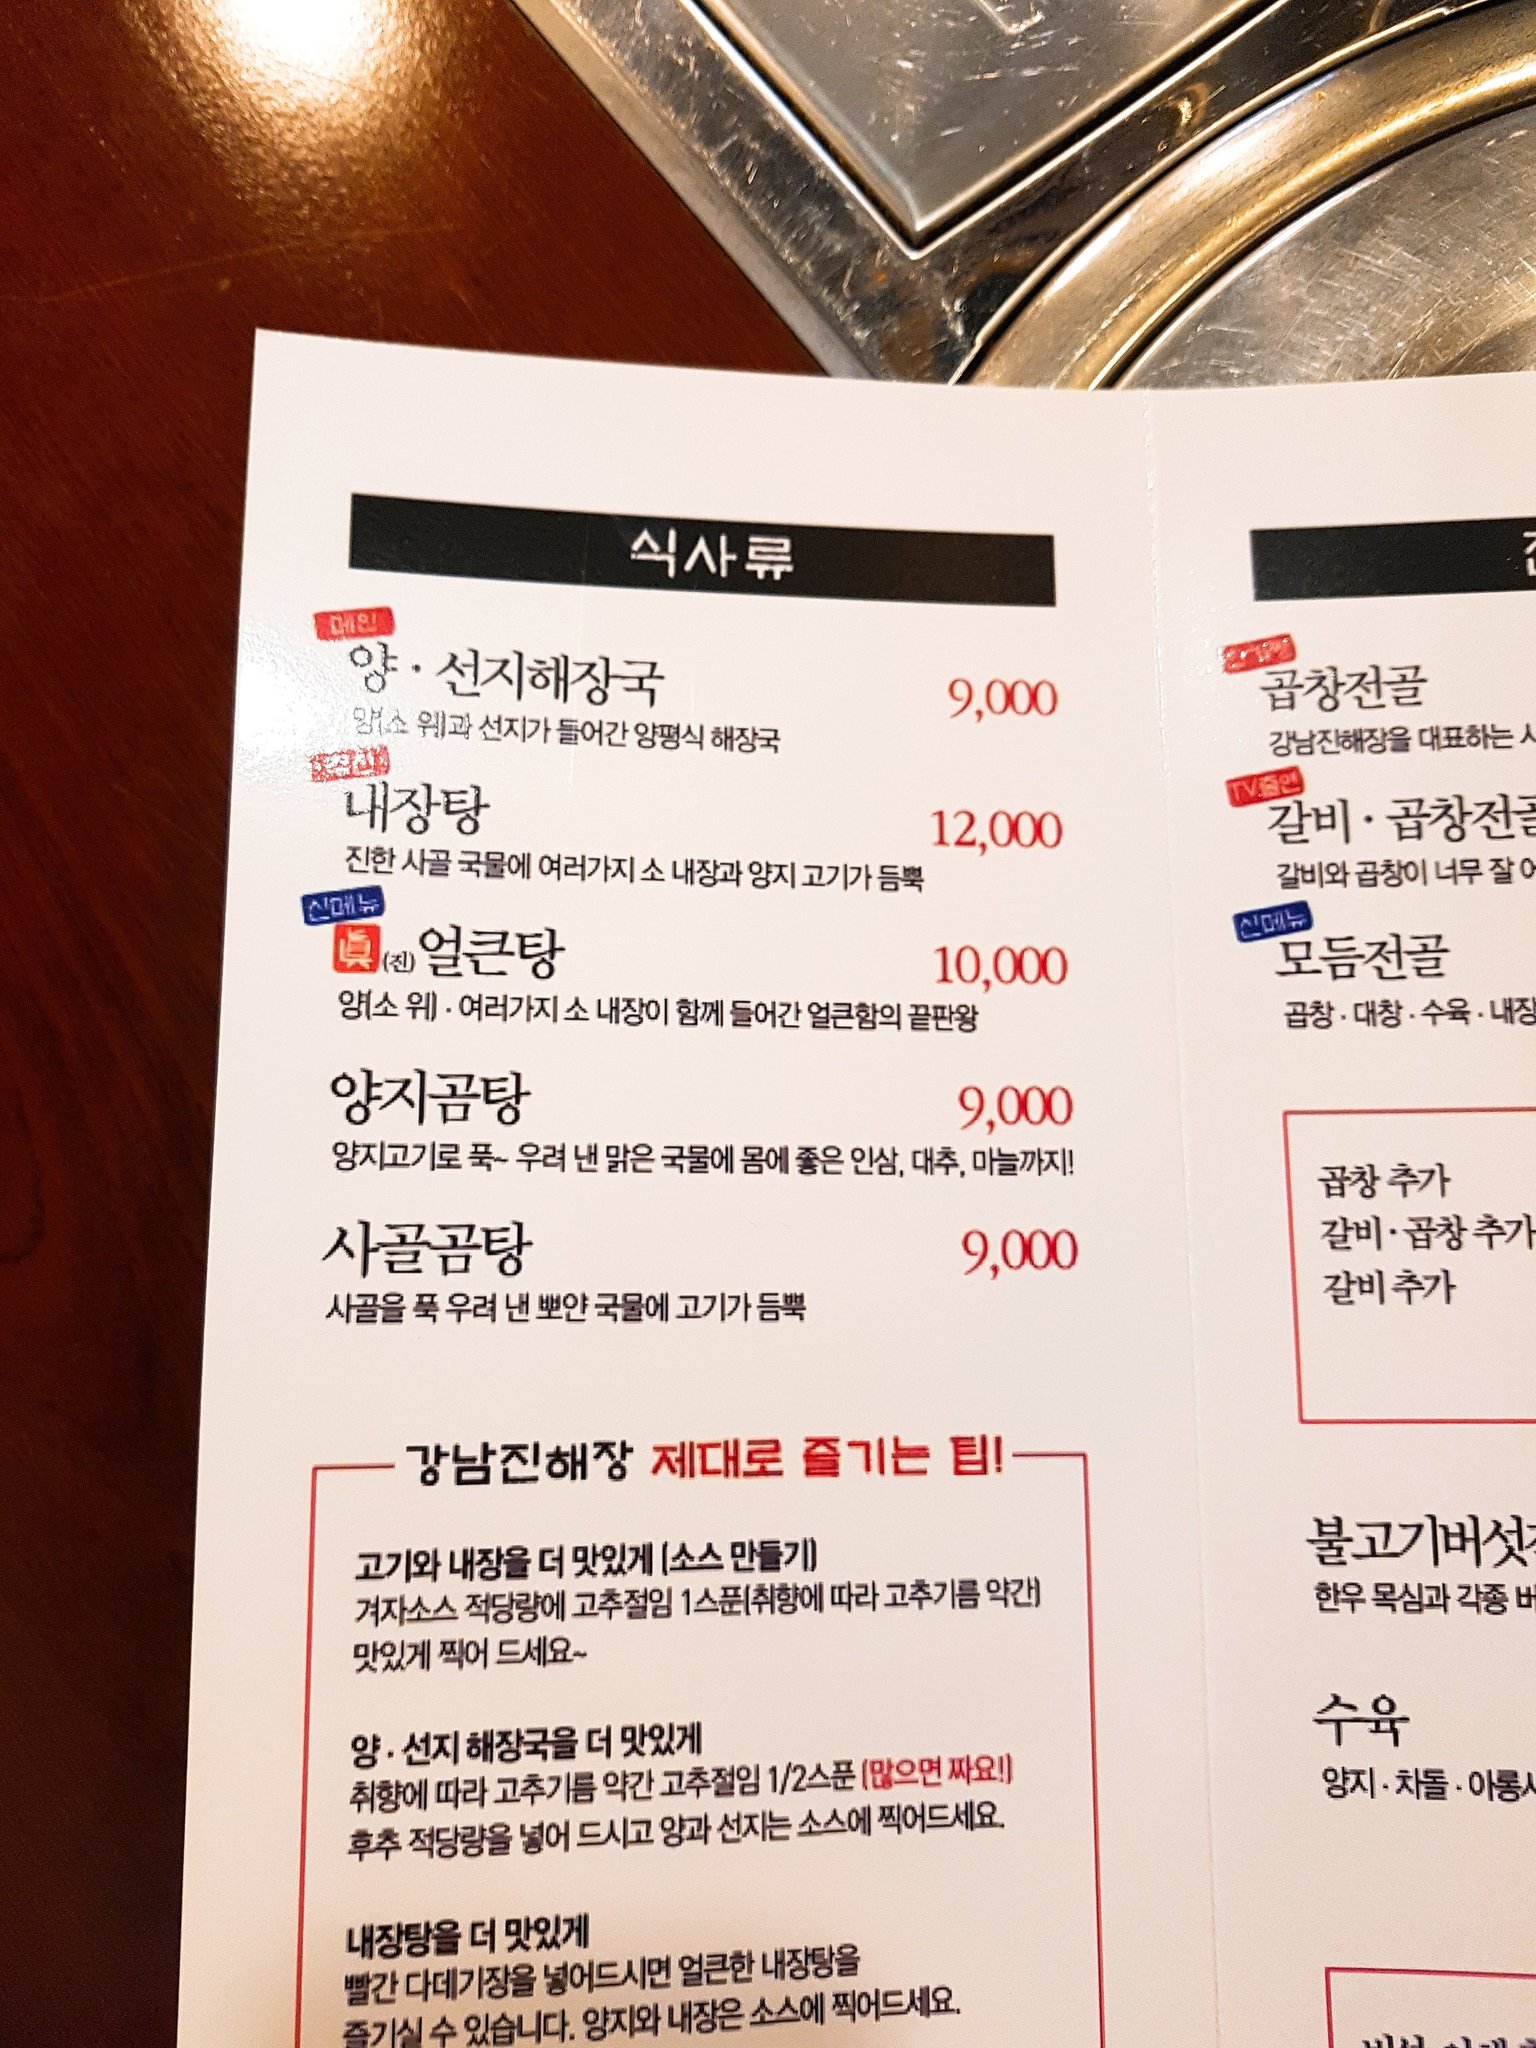 식사류
메인
양·선지해장국 9,000
양(소 위)과 선지가 들어간 양평식 해장국
내장탕 12,000
진한 사골 국물에 여러가지 소 내장과 양지 고기가 듬뿍
신메뉴
眞(진)얼큰탕 10,000
양(소 위)·여러가지 소 내장이 함께 들어간 얼큰함의 끝판왕
양지곰탕 9,000
양지고기로 푹~ 우려 낸 맑은 국물에 몸에 좋은 인삼, 대추, 마늘까지!
사골곰탕 9,000
사골을 푹 우려 낸 뽀얀 국물에 고기가 듬뿍
강남진해장 제대로 즐기는 팁!
고기와 내장을 더 맛있게 (소스 만들기)
겨자소스 적당량에 고추절임 1스푼(취향에 따라 고추기름 약간)
맛있게 찍어 드세요~
양·선지 해장국을 더 맛있게
취향에 따라 고추기름 약간 고추절임 1/2스푼 (많으면 짜요!)
후추 적당량을 넣어 드시고 양과 선지는 소스에 찍어드세요.
내장탕을 더 맛있게
빨간 다데기장을 넣어드시면 얼큰한 내장탕을
즐기실 수 있습니다. 양지와 내장은 소스에 찍어드세요.
곱창전골
강남진해장을 대표하는
TV출연
갈비·곱창전골
갈비와 곱창이 너무 잘
신메뉴
모듬전골
곱창·대창·수육·내장
곱창 추가
갈비·곱창 추가
갈비 추가
불고기버섯
한우 목심과 각종
수육
양지·차돌·아롱사